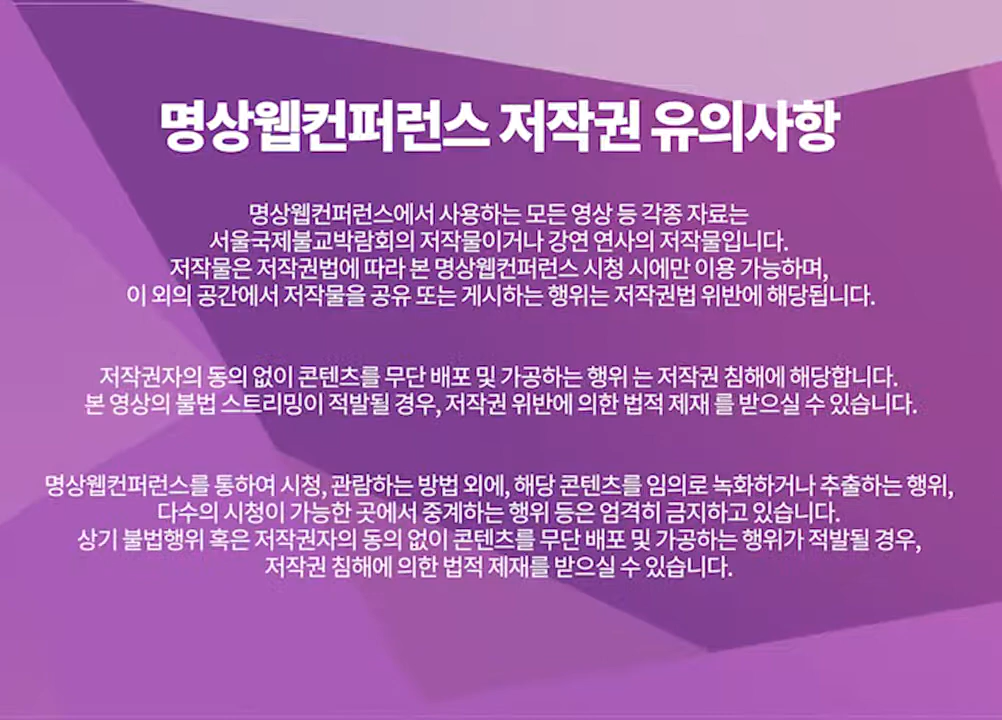 명상웹컨퍼런스 저작권 유의사항
명상웹컨퍼런스에서 사용하는 모든 영상 등 각종 자료는
서울국제불교박람회의 저작물이거나 강연 연사의 저작물입니다.
저작물은 저작권법에 따라 본 명상웹컨퍼런스 시청 시에만 이용 가능하며,
이 외의 공간에서 저작물을 공유 또는 게시하는 행위는 저작권법 위반에 해당됩니다.
저작권자의 동의 없이 콘텐츠를 무단 배포 및 가공하는 행위 는 저작권 침해에 해당합니다.
본 영상의 불법 스트리밍이 적발될 경우, 저작권 위반에 의한 법적 제재 를 받으실 수 있습니다.
명상웹컨퍼런스를 통하여 시청, 관람하는 방법 외에, 해당 콘텐츠를 임의로 녹화하거나 추출하는 행위,
다수의 시청이 가능한 곳에서 중계하는 행위 등은 엄격히 금지하고 있습니다.
상기 불법행위 혹은 저작권자의 동의 없이 콘텐츠를 무단 배포 및 가공하는 행위가 적발될 경우,
저작권 침해에 의한 법적 제재를 받으실 수 있습니다.